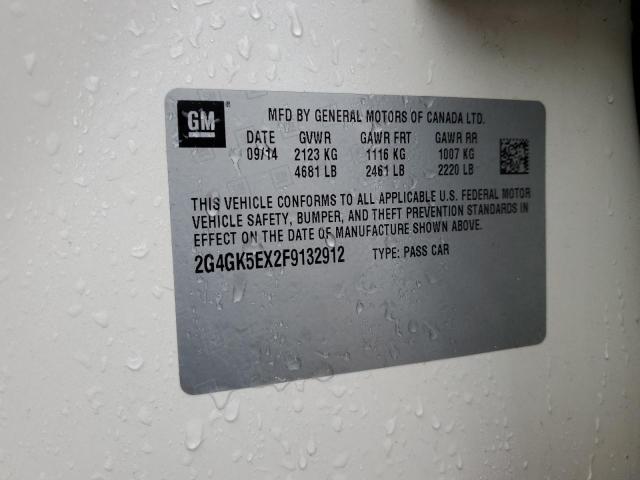 GM ®
MFD BY GENERAL MOTORS OF CANADA LTD.
DATE GVWR GAWR FRT GAWR RR
09/14 2123 KG 1116 KG 1007 KG
4681 LB 2461 LB 2220 LB
THIS VEHICLE CONFORMS TO ALL APPLICABLE U.S. FEDERAL MOTOR
VEHICLE SAFETY, BUMPER, AND THEFT PREVENTION STANDARDS IN
EFFECT ON THE DATE OF MANUFACTURE SHOWN ABOVE.
2G4GK5EX2F9132912 TYPE: PASS CAR